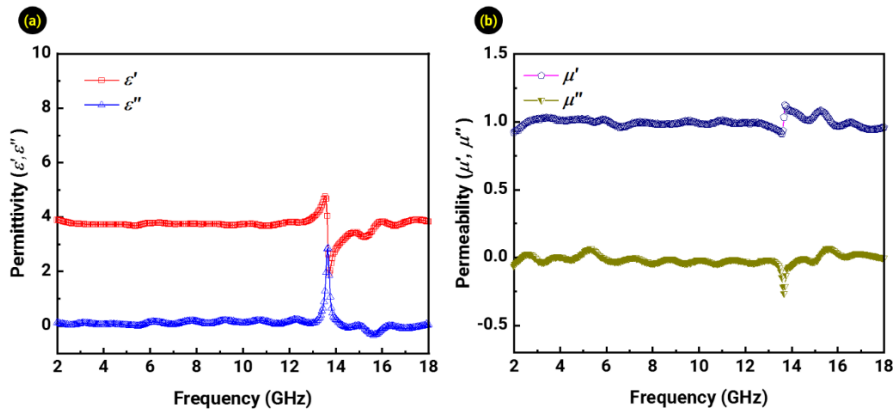 (a)
10
8
6
4
2
0
2 4 6 8 10 12 14 16 18
Permittivity (ε′,ε″)
Frequency (GHz)
ε′
ε″
(b)
1.5
1.0
0.5
0.0
-0.5
2 4 6 8 10 12 14 16 18
Permeability (μ′, μ″)
Frequency (GHz)
μ′
μ″